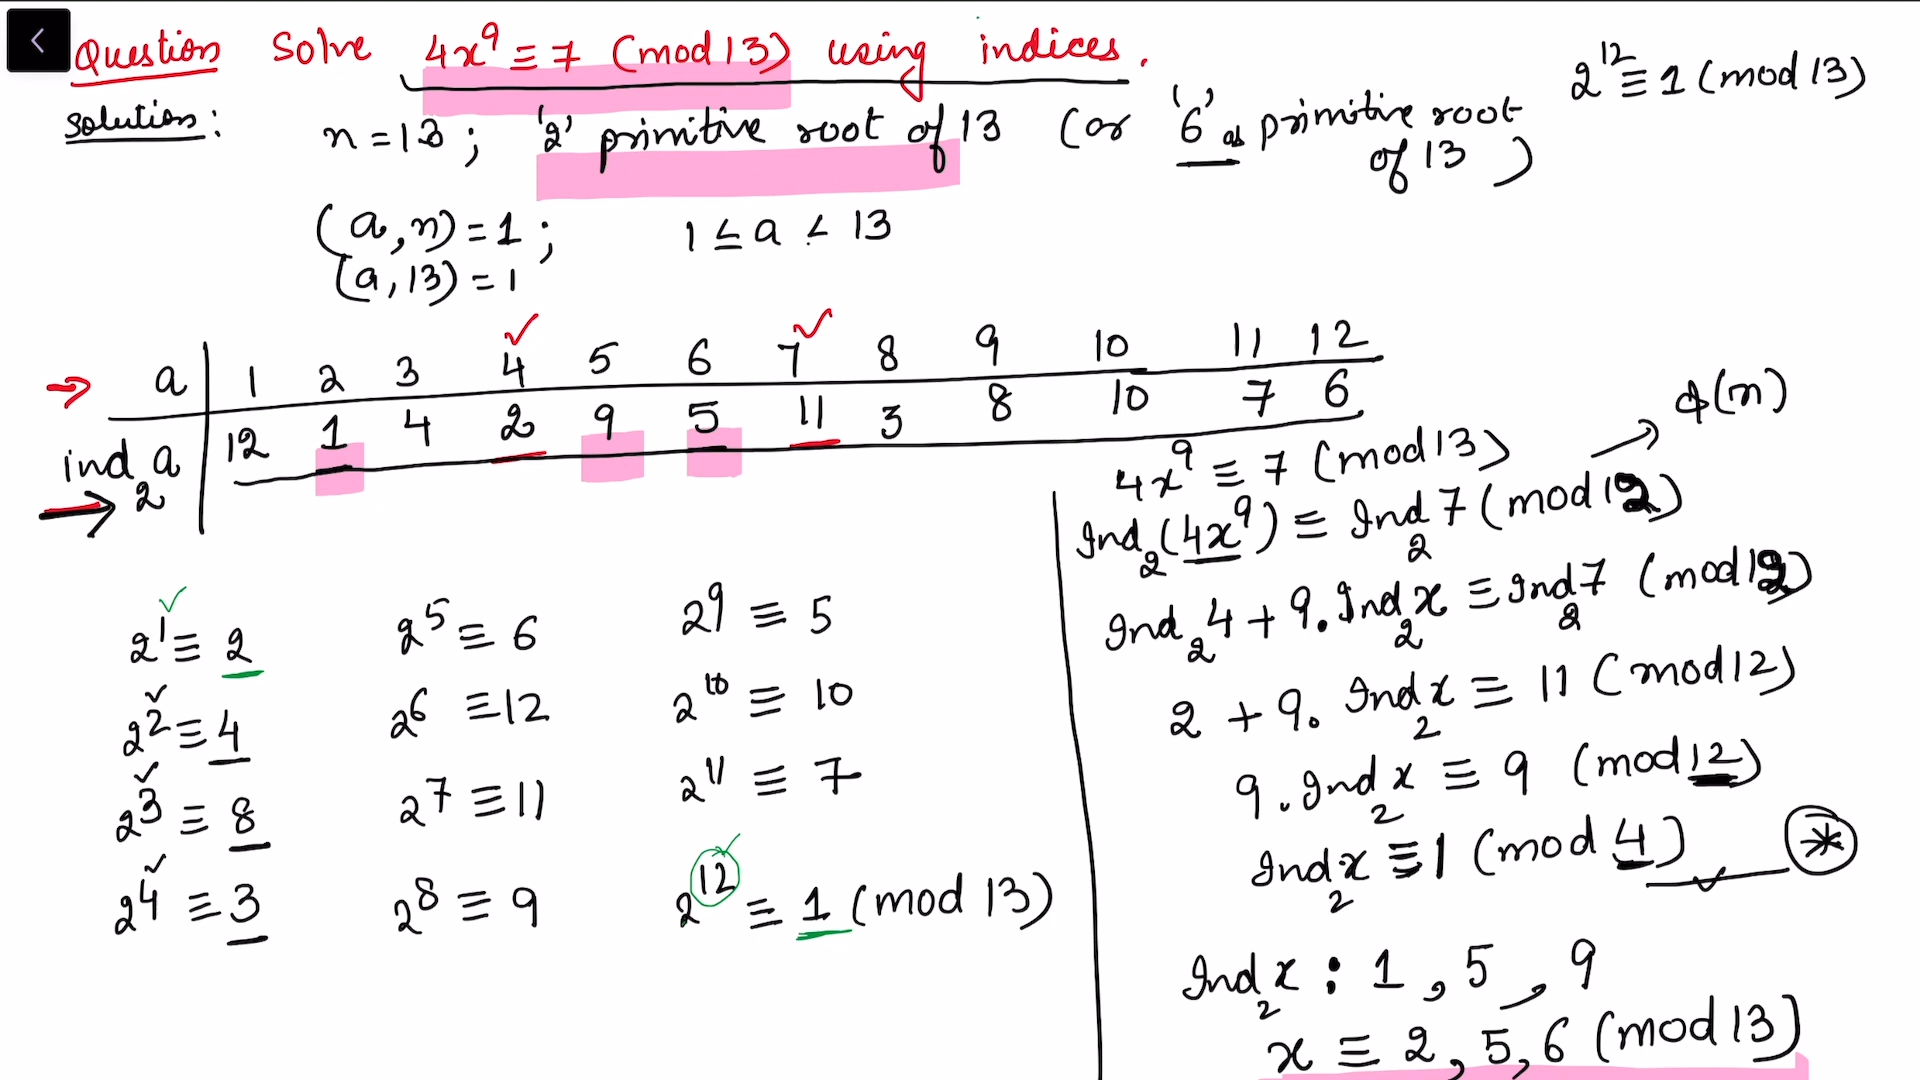 Question Solve 4x⁹ ≡ 7 (mod 13) using indices.
2¹² ≡ 1 (mod 13)
Solution:
n = 13 ; '2' primitive root of 13 (or '6' as primitive root of 13)
(a, n) = 1 ; 1 ≤ a < 13
(a, 13) = 1
a | 1 2 3 4 5 6 7 8 9 10 11 12
ind₂ a | 12 1 4 2 9 5 11 3 8 10 7 6
2¹ ≡ 2 2⁵ ≡ 6 2⁹ ≡ 5
2² ≡ 4 2⁶ ≡ 12 2¹⁰ ≡ 10
2³ ≡ 8 2⁷ ≡ 11 2¹¹ ≡ 7
2⁴ ≡ 3 2⁸ ≡ 9 2¹² ≡ 1 (mod 13)
4x⁹ ≡ 7 (mod 13)
ϕ(n)
Ind₂(4x⁹) ≡ Ind₂ 7 (mod 12)
Ind₂ 4 + 9. Ind₂ x ≡ Ind₂ 7 (mod 12)
2 + 9. Ind₂ x ≡ 11 (mod 12)
9. Ind₂ x ≡ 9 (mod 12)
Ind₂ x ≡ 1 (mod 4) *
Ind₂ x : 1, 5, 9
x ≡ 2, 5, 6 (mod 13)